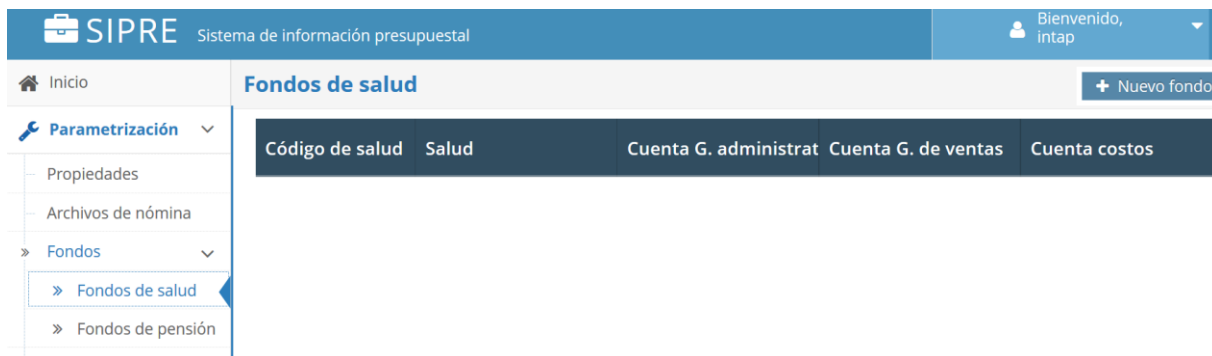 SIPRE Sistema de información presupuestal
Bienvenido,
intap
Inicio
Fondos de salud
Nuevo fondo
Parametrización
Código de salud Salud Cuenta G. administrat Cuenta G. de ventas Cuenta costos
Propiedades
Archivos de nómina
Fondos
Fondos de salud
Fondos de pensión